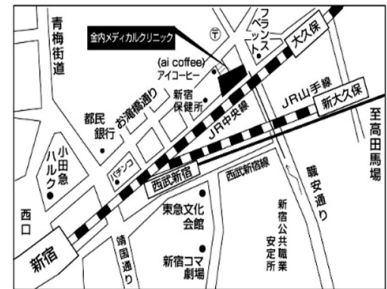 青梅街道
金内メディカルクリニック
〒
フランスベット
大久保
(ai coffee)
アイコーヒー
新宿
保健所
お滝橋通り
都民
銀行
JR中央線
JR山手線
新大久保
至高田馬場
パチンコ
小田急
ハルク
西武新宿
西武新宿線
職安通り
西口
新宿
東急文化
会館
靖国通り
新宿コマ
劇場
新宿公共職業
安定所